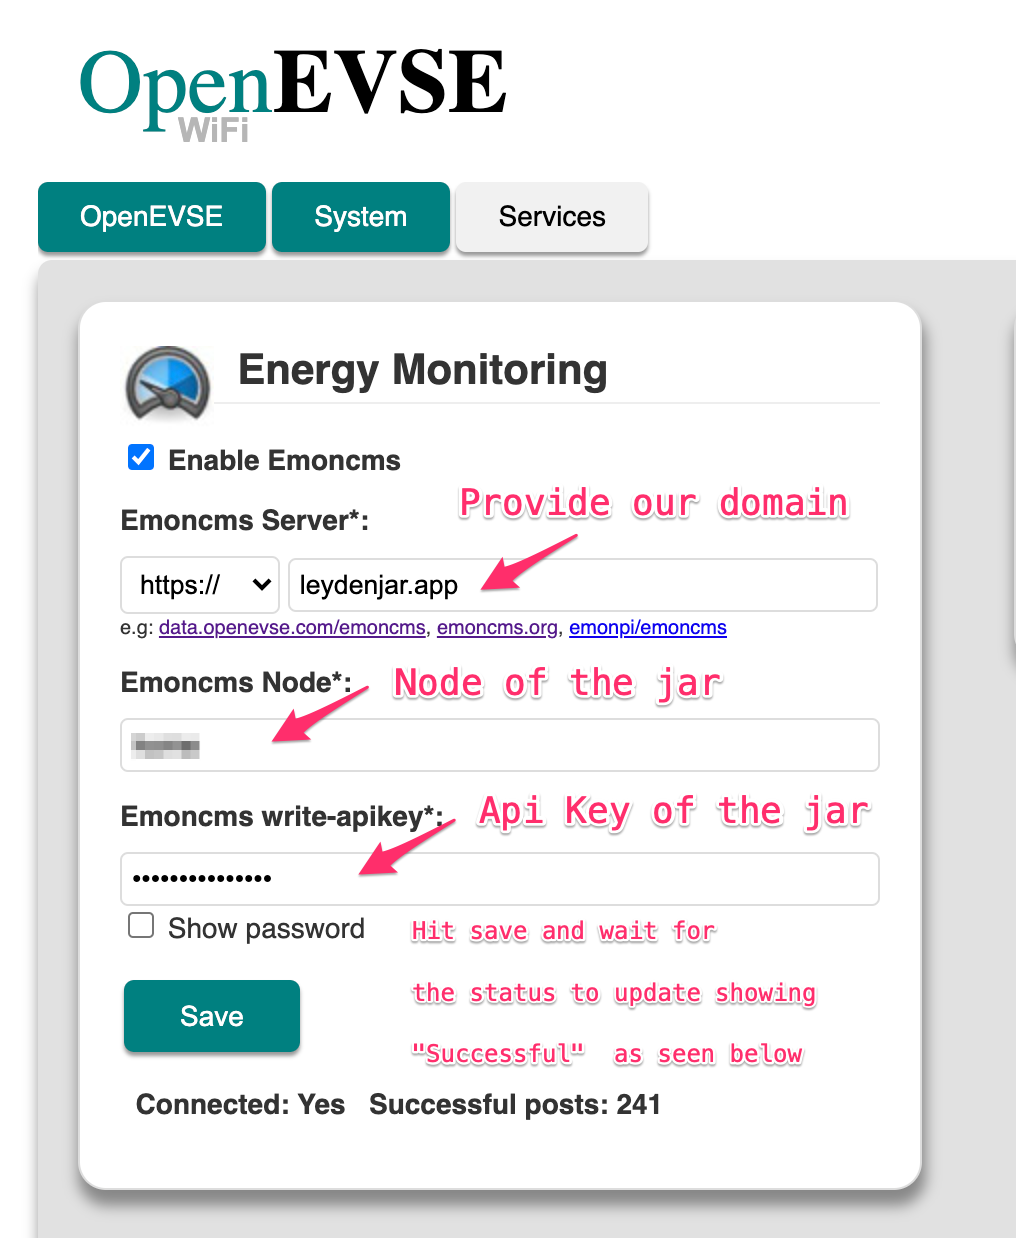 OpenEVSE
WiFi
OpenEVSE System Services
Energy Monitoring
Enable Emoncms
Provide our domain
Emoncms Server*:
https:// leydenjar.app
e.g: data.openevse.com/emoncms, emoncms.org, emonpi/emoncms
Emoncms Node*: Node of the jar
Emoncms write-apikey*: Api Key of the jar
•••••••••••••••
Show password
Hit save and wait for
the status to update showing
Save
"Successful" as seen below
Connected: Yes Successful posts: 241